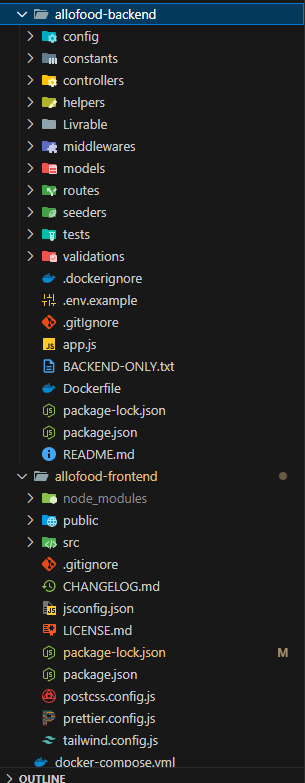 allofood-backend
config
constants
controllers
helpers
Livrable
middlewares
models
routes
seeders
tests
validations
.dockerignore
.env.example
.gitIgnore
app.js
BACKEND-ONLY.txt
Dockerfile
package-lock.json
package.json
README.md
allofood-frontend
node_modules
public
src
.gitignore
CHANGELOG.md
jsconfig.json
LICENSE.md
package-lock.json M
package.json
postcss.config.js
prettier.config.js
tailwind.config.js
docker-compose.yml
OUTLINE